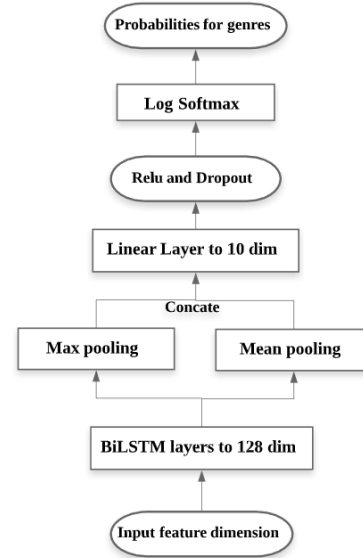 Probabilities for genres
Log Softmax
Relu and Dropout
Linear Layer to 10 dim
Concate
Max pooling
Mean pooling
BiLSTM layers to 128 dim
Input feature dimension